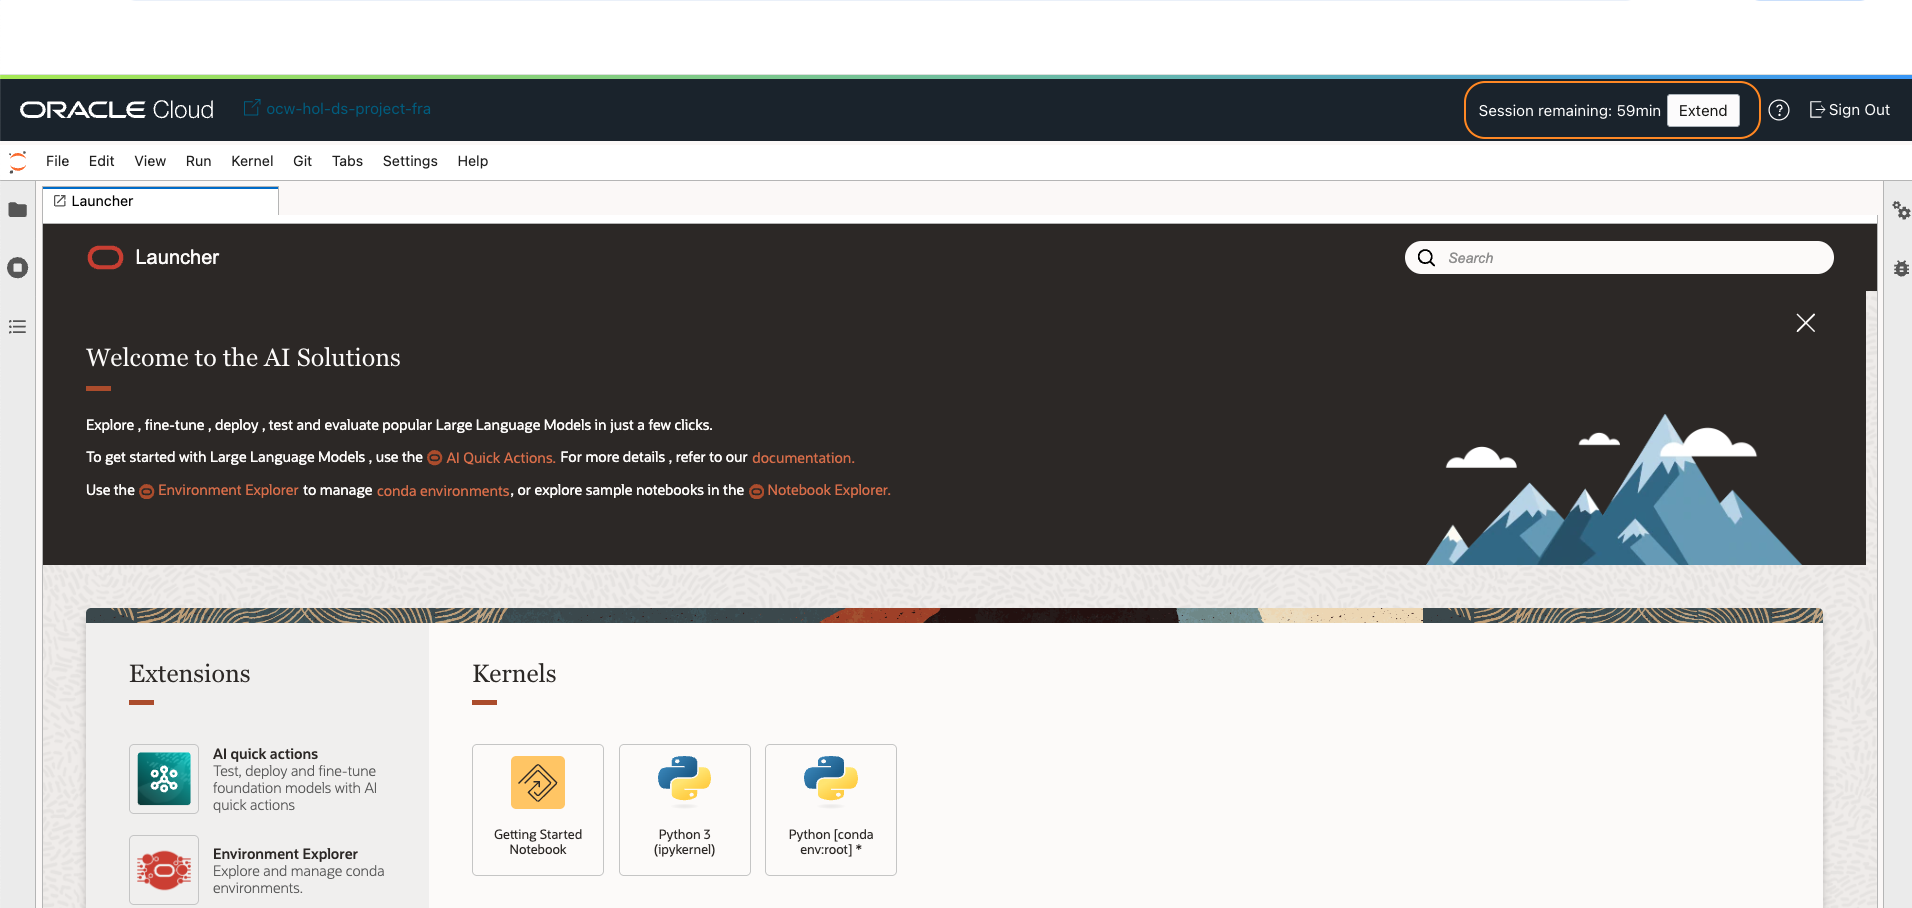 ORACLE Cloud
ocw-hol-ds-project-fra
Session remaining: 59min
Extend
Sign Out
File Edit View Run Kernel Git Tabs Settings Help
Launcher
Launcher
Search
Welcome to the AI Solutions
Explore , fine-tune , deploy , test and evaluate popular Large Language Models in just a few clicks.
To get started with Large Language Models , use the AI Quick Actions. For more details , refer to our documentation.
Use the Environment Explorer to manage conda environments, or explore sample notebooks in the Notebook Explorer.
Extensions
AI quick actions
Test, deploy and fine-tune
foundation models with AI
quick actions
Environment Explorer
Explore and manage conda
environments.
Kernels
Getting Started
Notebook
Python 3
(ipykernel)
Python [conda
env:root] *